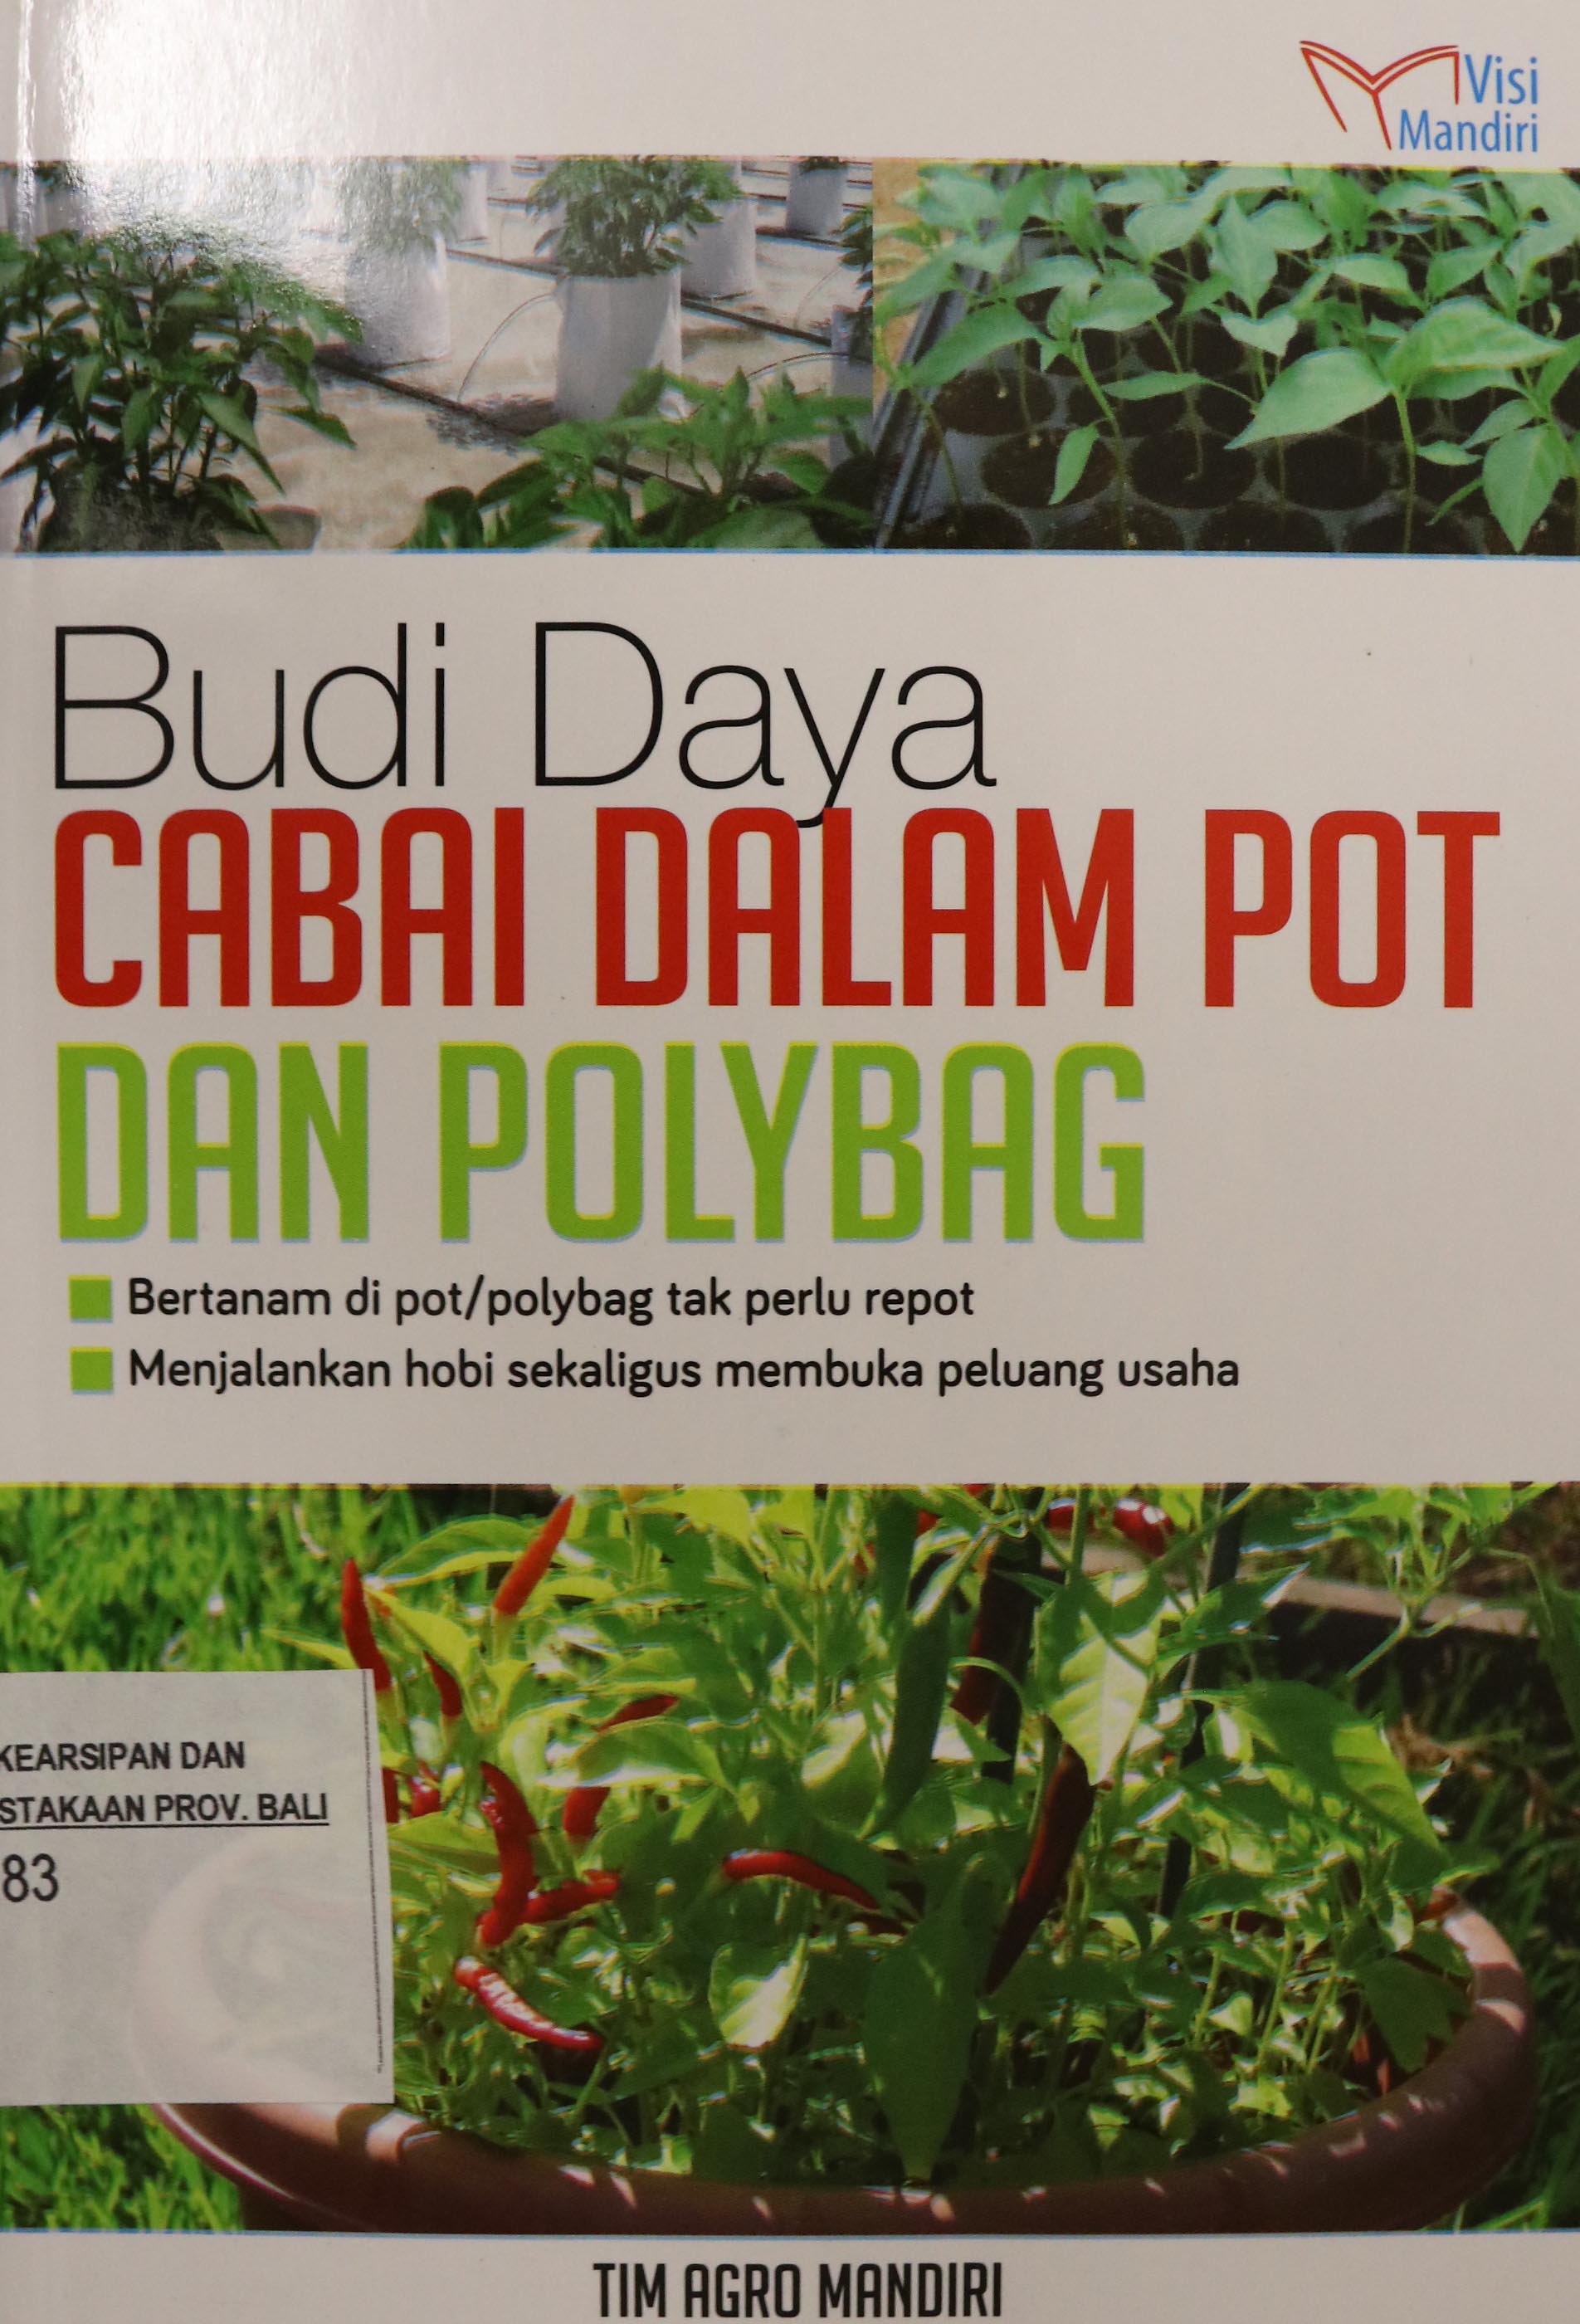 Visi
Mandiri
Budi Daya
CABAI DALAM POT
DAN POLYBAG
Bertanam di pot/polybag tak perlu repot
Menjalankan hobi sekaligus membuka peluang usaha
KEARSIPAN DAN
STAKAAN PROV. BALI
83
TIM AGRO MANDIRI